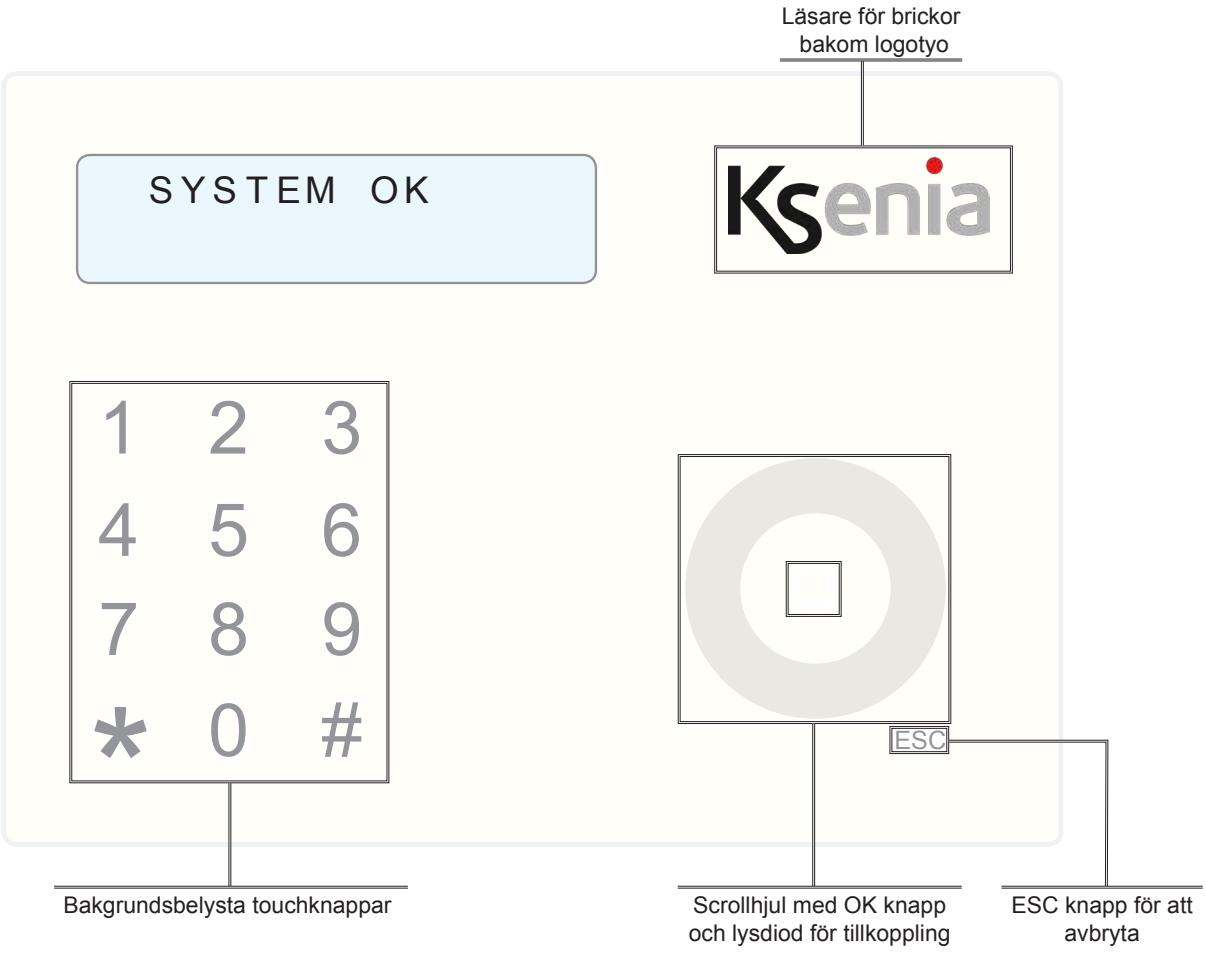 Läsare för brickor
bakom logotyo
SYSTEM OK
Ksenia
1 2 3
4 5 6
7 8 9
* 0 #
ESC
Bakgrundsbelysta touchknappar
Scrollhjul med OK knapp
och lysdiod för tillkoppling
ESC knapp för att
avbryta